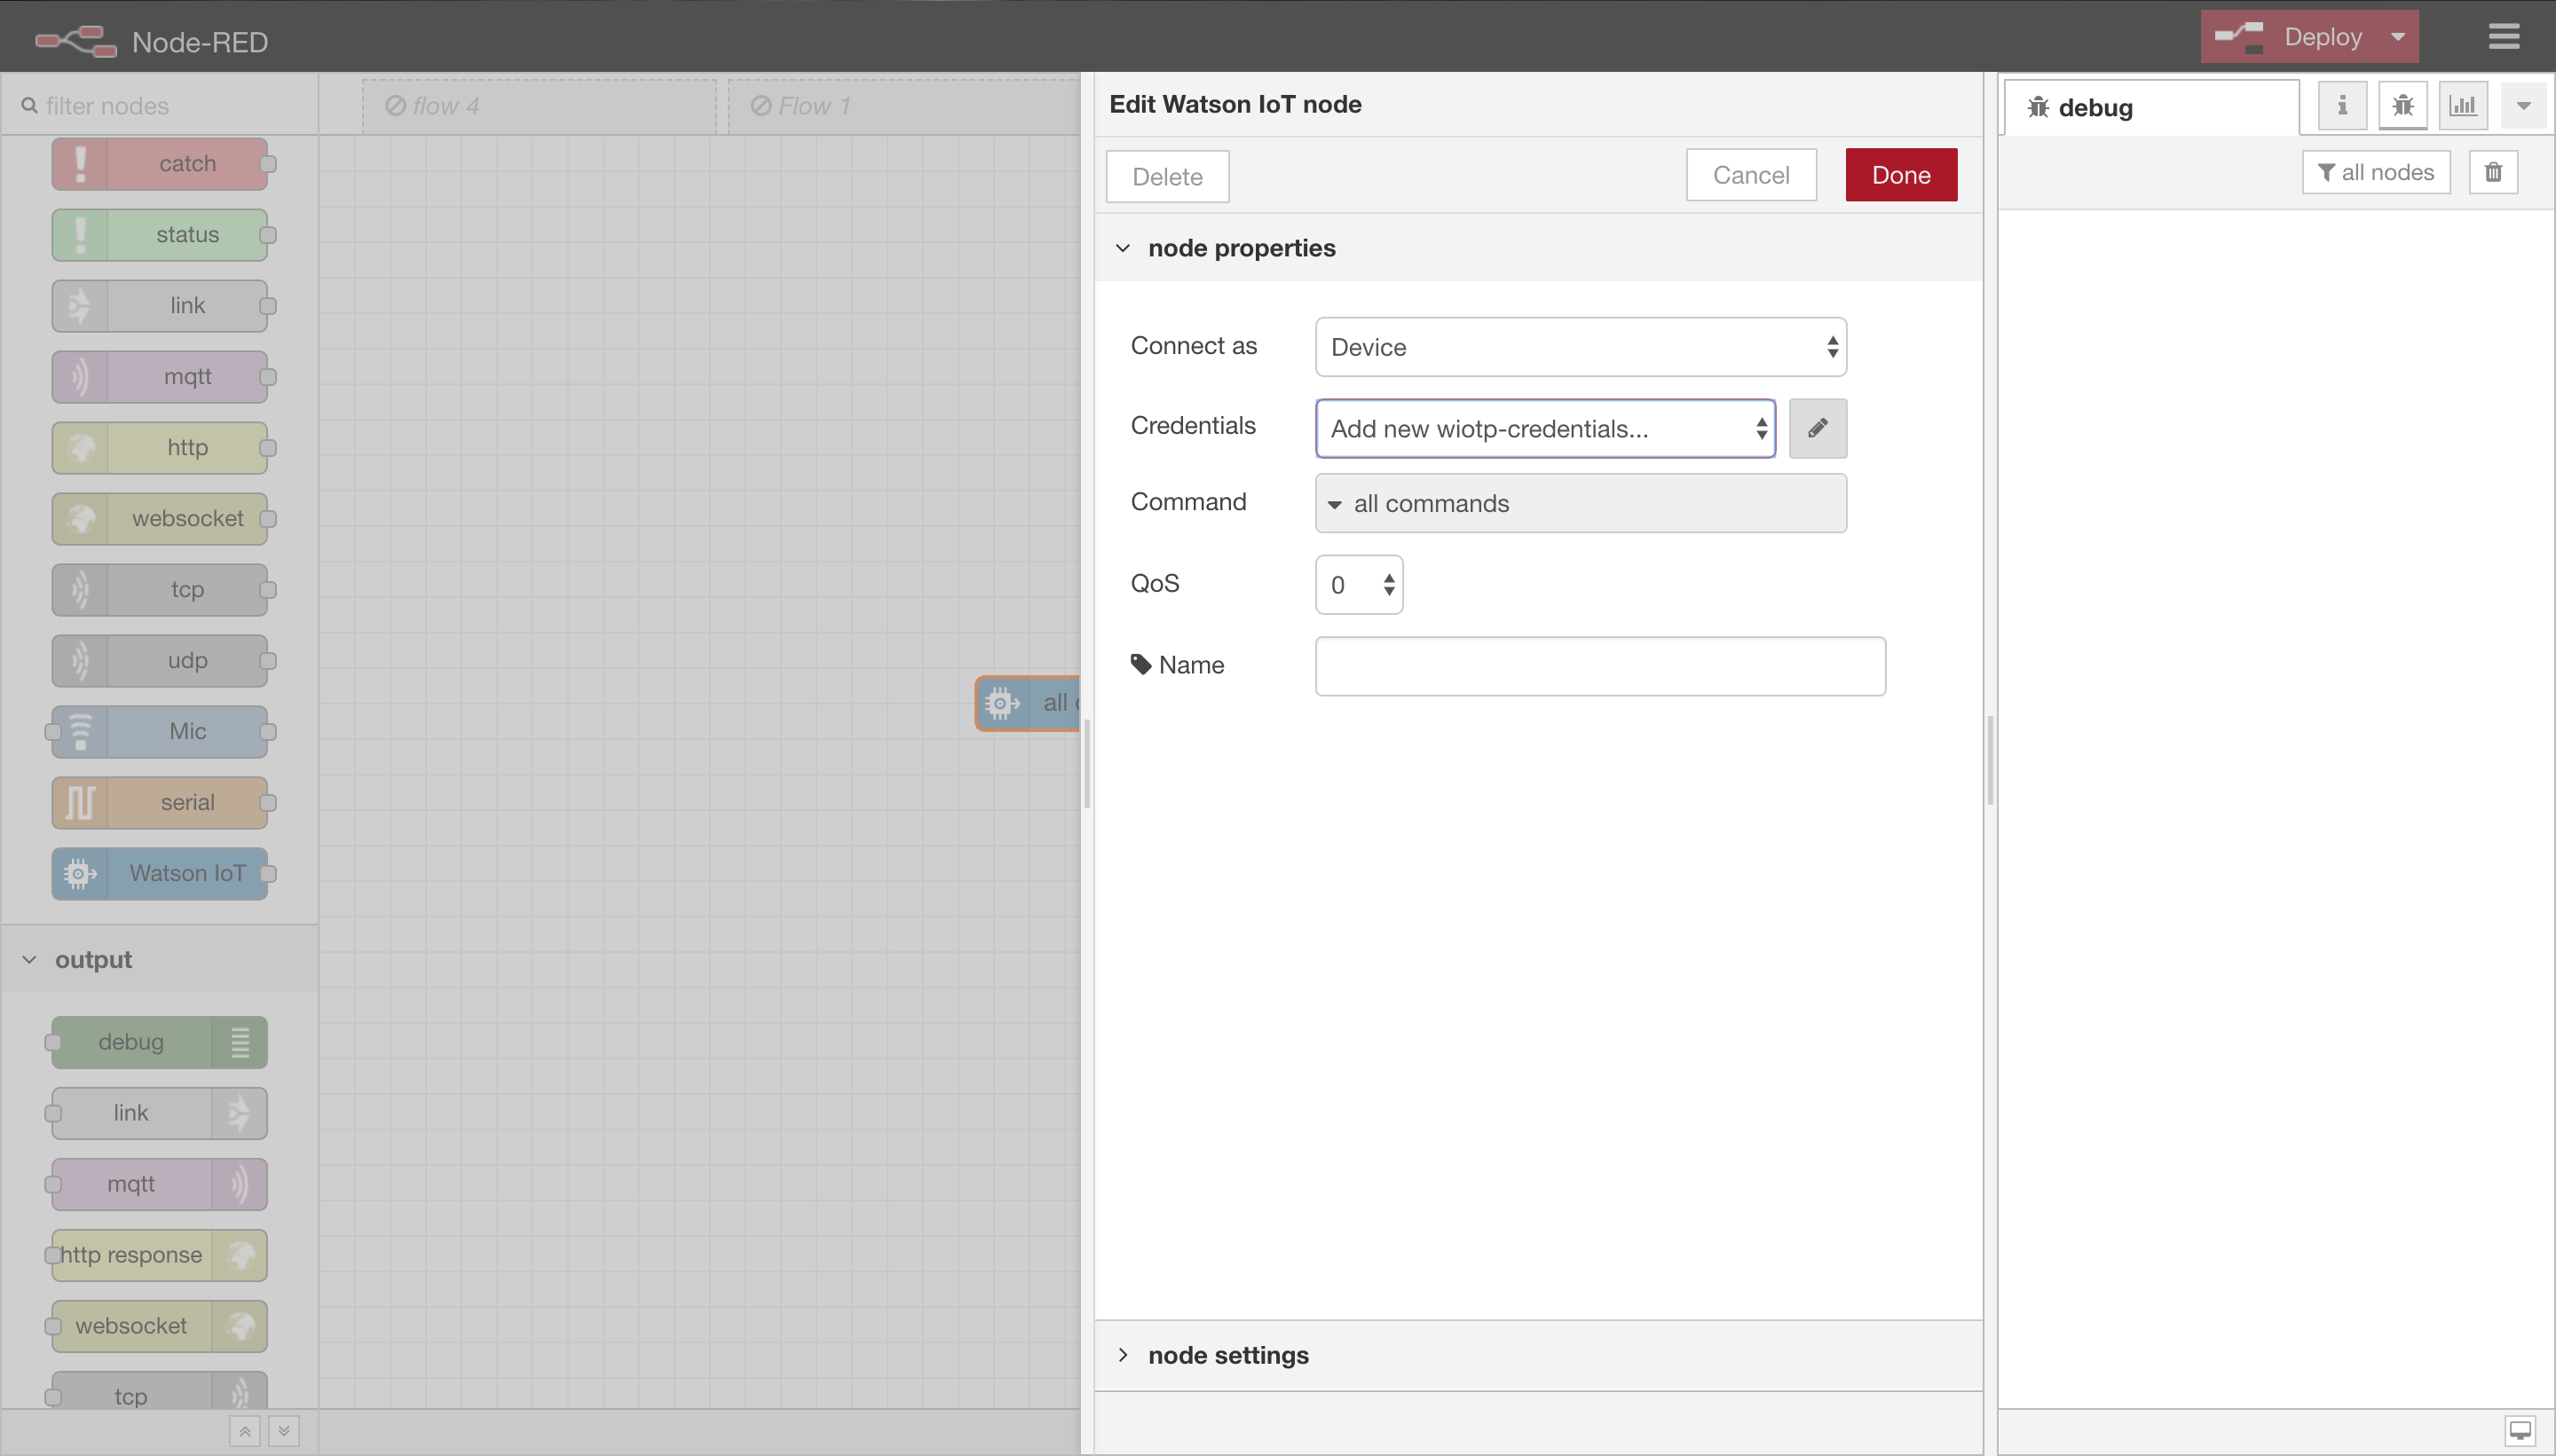 Node-RED
Deploy
filter nodes
flow 4
Flow 1
catch
status
link
mqtt
http
websocket
tcp
udp
Mic
serial
Watson IoT
output
debug
link
mqtt
http response
websocket
tcp
all
Edit Watson IoT node
Delete
Cancel
Done
node properties
Connect as
Device
Credentials
Add new wiotp-credentials...
Command
all commands
QoS
0
Name
node settings
debug
all nodes